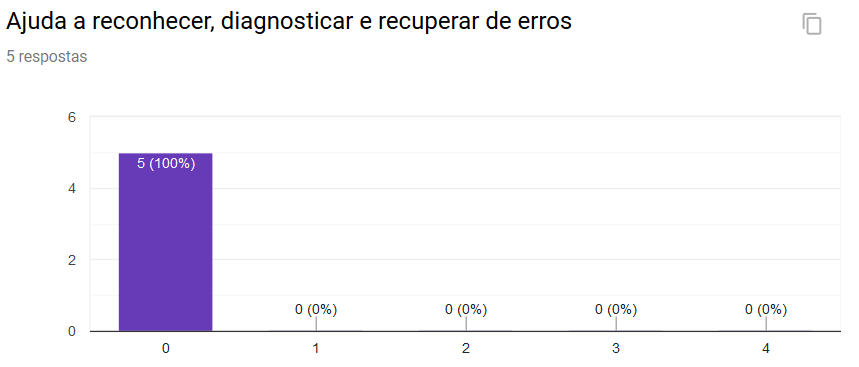 Ajuda a reconhecer, diagnosticar e recuperar de erros
5 respostas
6
5 (100%)
4
2
0 (0%) 0 (0%) 0 (0%) 0 (0%)
0
0 1 2 3 4